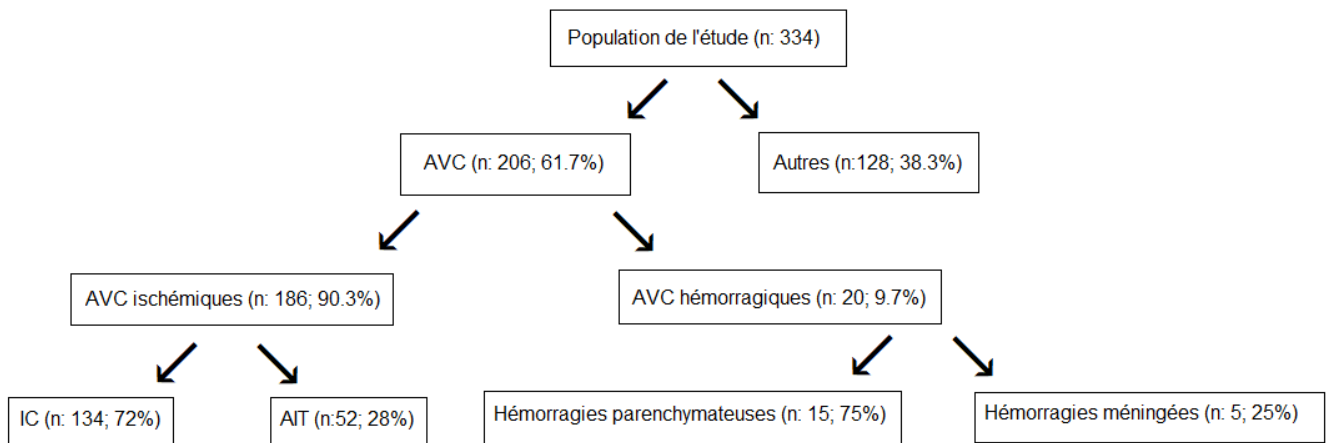 Population de l'étude (n: 334)
AVC (n: 206; 61.7%)
Autres (n:128; 38.3%)
AVC ischémiques (n: 186; 90.3%)
AVC hémorragiques (n: 20; 9.7%)
IC (n: 134; 72%)
AIT (n:52; 28%)
Hémorragies parenchymateuses (n: 15; 75%)
Hémorragies méningées (n: 5; 25%)